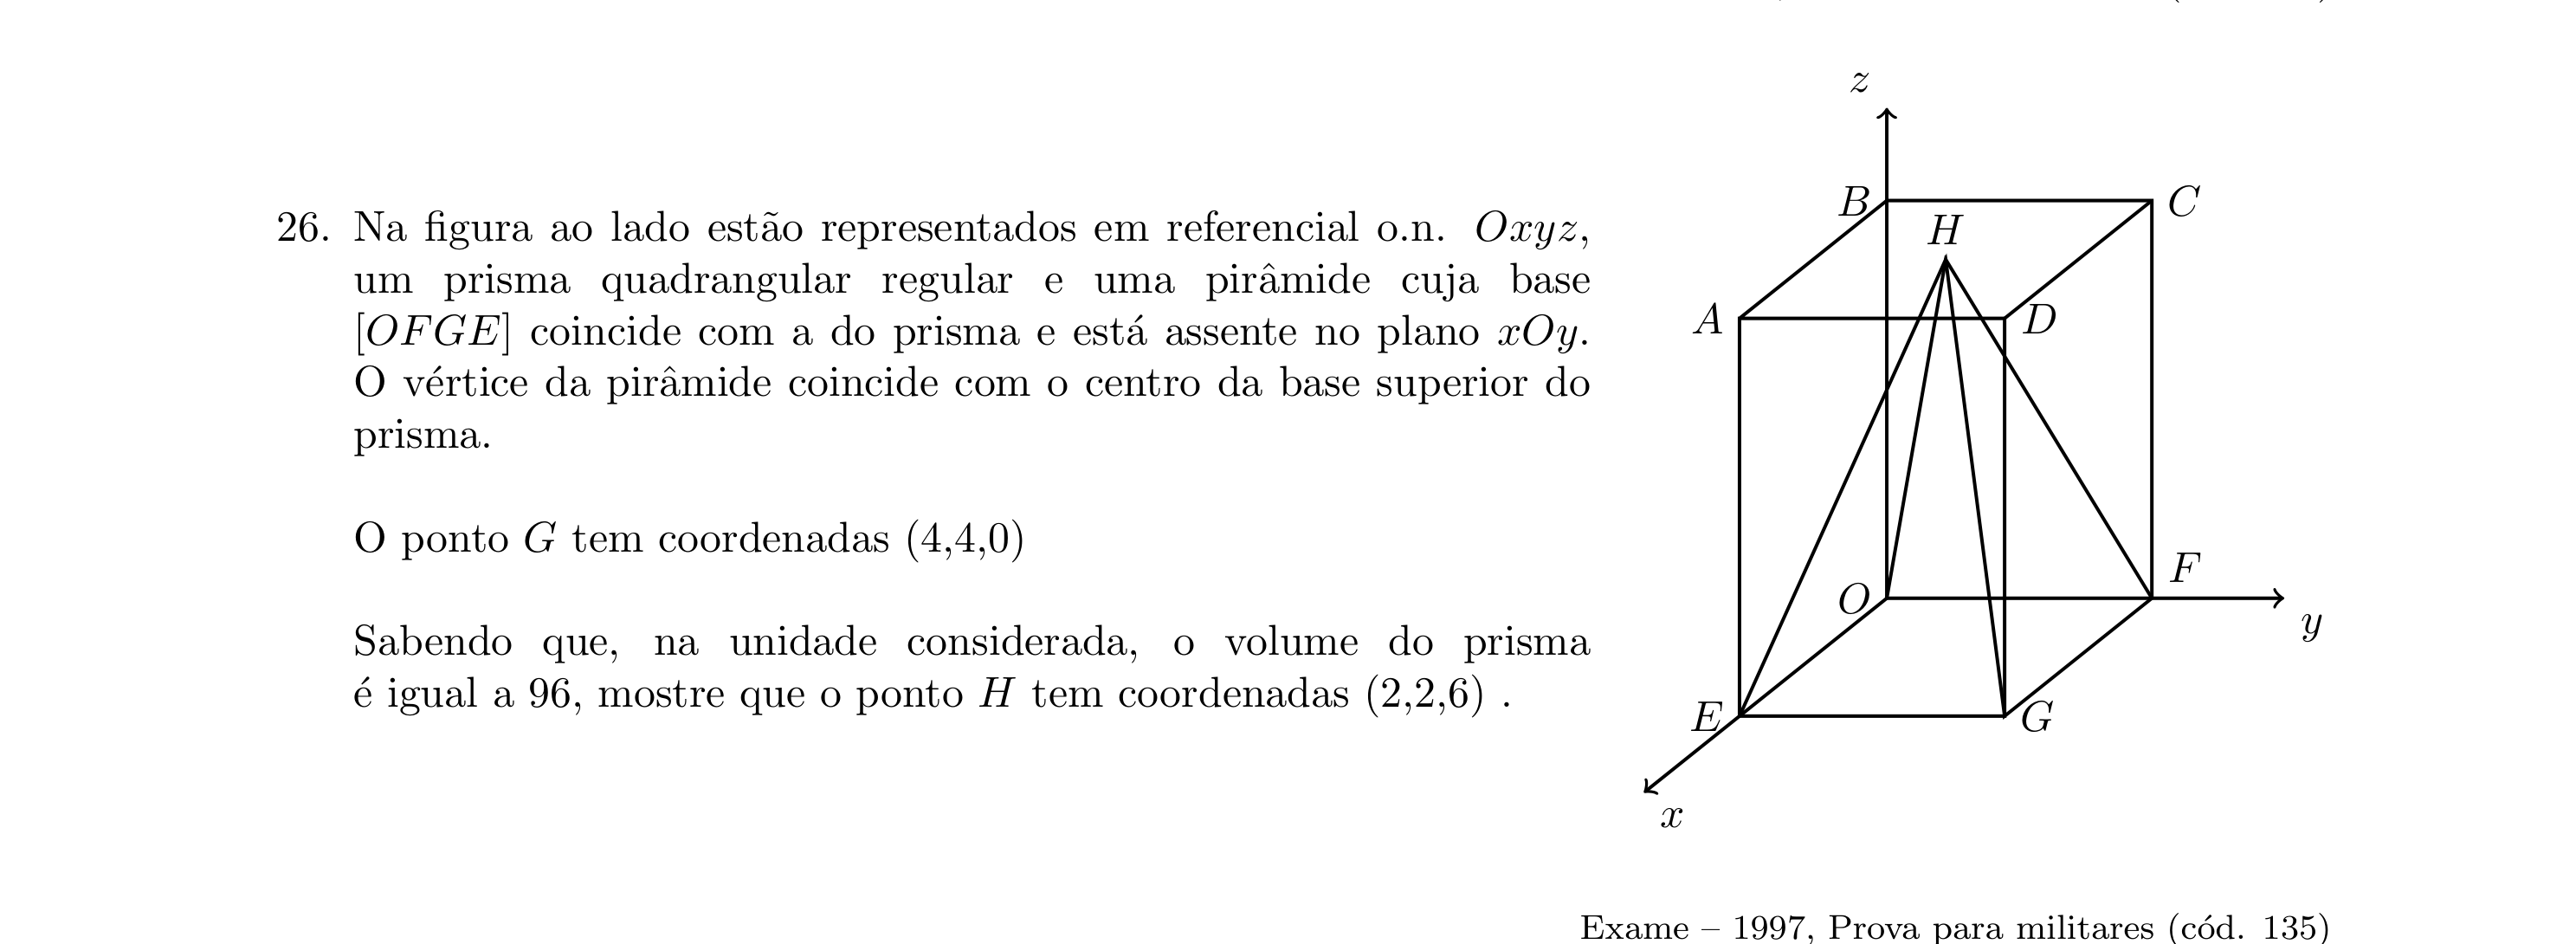 26. Na figura ao lado estão representados em referencial o.n. Oxyz,
um prisma quadrangular regular e uma pirâmide cuja base
[OFGE] coincide com a do prisma e está assente no plano xOy.
O vértice da pirâmide coincide com o centro da base superior do
prisma.
O ponto G tem coordenadas (4,4,0)
Sabendo que, na unidade considerada, o volume do prisma
é igual a 96, mostre que o ponto H tem coordenadas (2,2,6) .
z
B
C
H
A
D
F
O
y
E
G
x
Exame – 1997, Prova para militares (cód. 135)